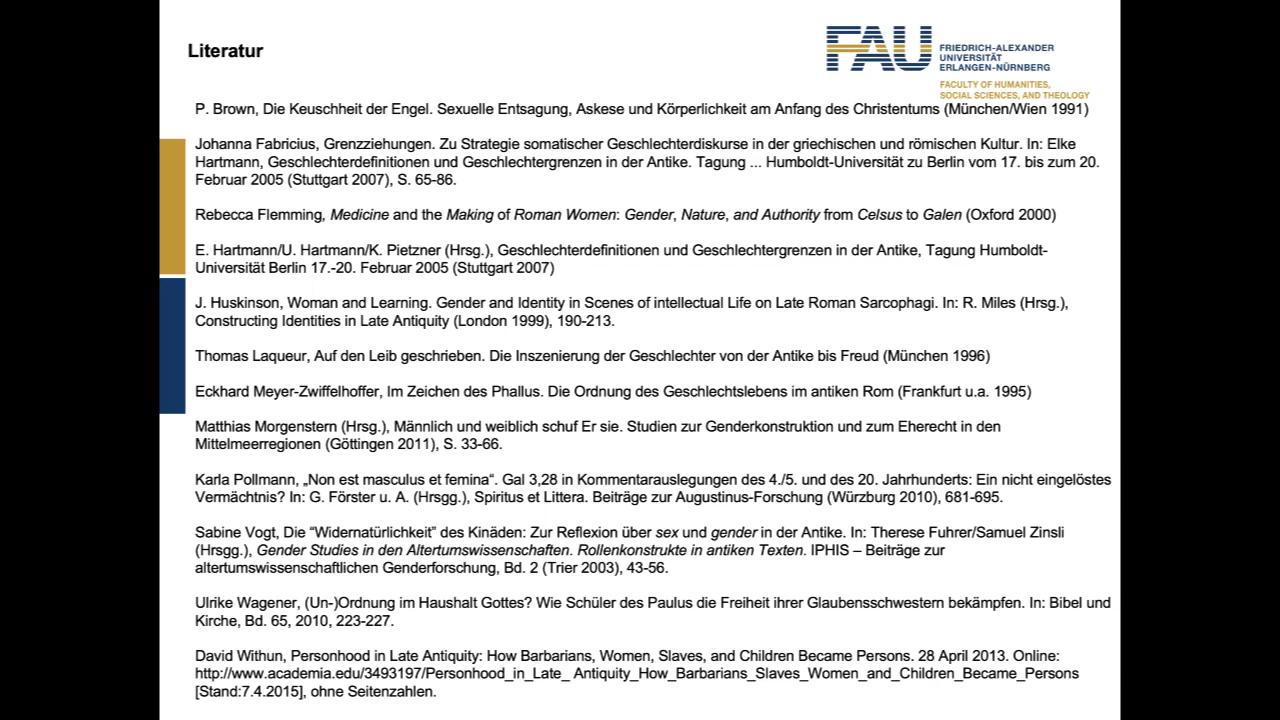 Literatur
FAU
FRIEDRICH-ALEXANDER
UNIVERSITÄT
ERLANGEN-NÜRNBERG
FACULTY OF HUMANITIES,
SOCIAL SCIENCES, AND THEOLOGY
P. Brown, Die Keuschheit der Engel. Sexuelle Entsagung, Askese und Körperlichkeit am Anfang des Christentums (München/Wien 1991)
Johanna Fabricius, Grenzziehungen. Zu Strategie somatischer Geschlechterdiskurse in der griechischen und römischen Kultur. In: Elke
Hartmann, Geschlechterdefinitionen und Geschlechtergrenzen in der Antike. Tagung ... Humboldt-Universität zu Berlin vom 17. bis zum 20.
Februar 2005 (Stuttgart 2007), S. 65-86.
Rebecca Flemming, Medicine and the Making of Roman Women: Gender, Nature, and Authority from Celsus to Galen (Oxford 2000)
E. Hartmann/U. Hartmann/K. Pietzner (Hrsg.), Geschlechterdefinitionen und Geschlechtergrenzen in der Antike, Tagung Humboldt-
Universität Berlin 17.-20. Februar 2005 (Stuttgart 2007)
J. Huskinson, Woman and Learning. Gender and Identity in Scenes of intellectual Life on Late Roman Sarcophagi. In: R. Miles (Hrsg.),
Constructing Identities in Late Antiquity (London 1999), 190-213.
Thomas Laqueur, Auf den Leib geschrieben. Die Inszenierung der Geschlechter von der Antike bis Freud (München 1996)
Eckhard Meyer-Zwiffelhoffer, Im Zeichen des Phallus. Die Ordnung des Geschlechtslebens im antiken Rom (Frankfurt u.a. 1995)
Matthias Morgenstern (Hrsg.), Männlich und weiblich schuf Er sie. Studien zur Genderkonstruktion und zum Eherecht in den
Mittelmeerregionen (Göttingen 2011), S. 33-66.
Karla Pollmann, „Non est masculus et femina“. Gal 3,28 in Kommentarauslegungen des 4./5. und des 20. Jahrhunderts: Ein nicht eingelöstes
Vermächtnis? In: G. Förster u. A. (Hrsgg.), Spiritus et Littera. Beiträge zur Augustinus-Forschung (Würzburg 2010), 681-695.
Sabine Vogt, Die “Widernatürlichkeit” des Kinäden: Zur Reflexion über sex und gender in der Antike. In: Therese Fuhrer/Samuel Zinsli
(Hrsgg.), Gender Studies in den Altertumswissenschaften. Rollenkonstrukte in antiken Texten. IPHIS – Beiträge zur
altertumswissenschaftlichen Genderforschung, Bd. 2 (Trier 2003), 43-56.
Ulrike Wagener, (Un-)Ordnung im Haushalt Gottes? Wie Schüler des Paulus die Freiheit ihrer Glaubensschwestern bekämpfen. In: Bibel und
Kirche, Bd. 65, 2010, 223-227.
David Withun, Personhood in Late Antiquity: How Barbarians, Women, Slaves, and Children Became Persons. 28 April 2013. Online:
http://www.academia.edu/3493197/Personhood_in_Late_ Antiquity_How_Barbarians_Slaves_Women_and_Children_Became_Persons
[Stand:7.4.2015], ohne Seitenzahlen.